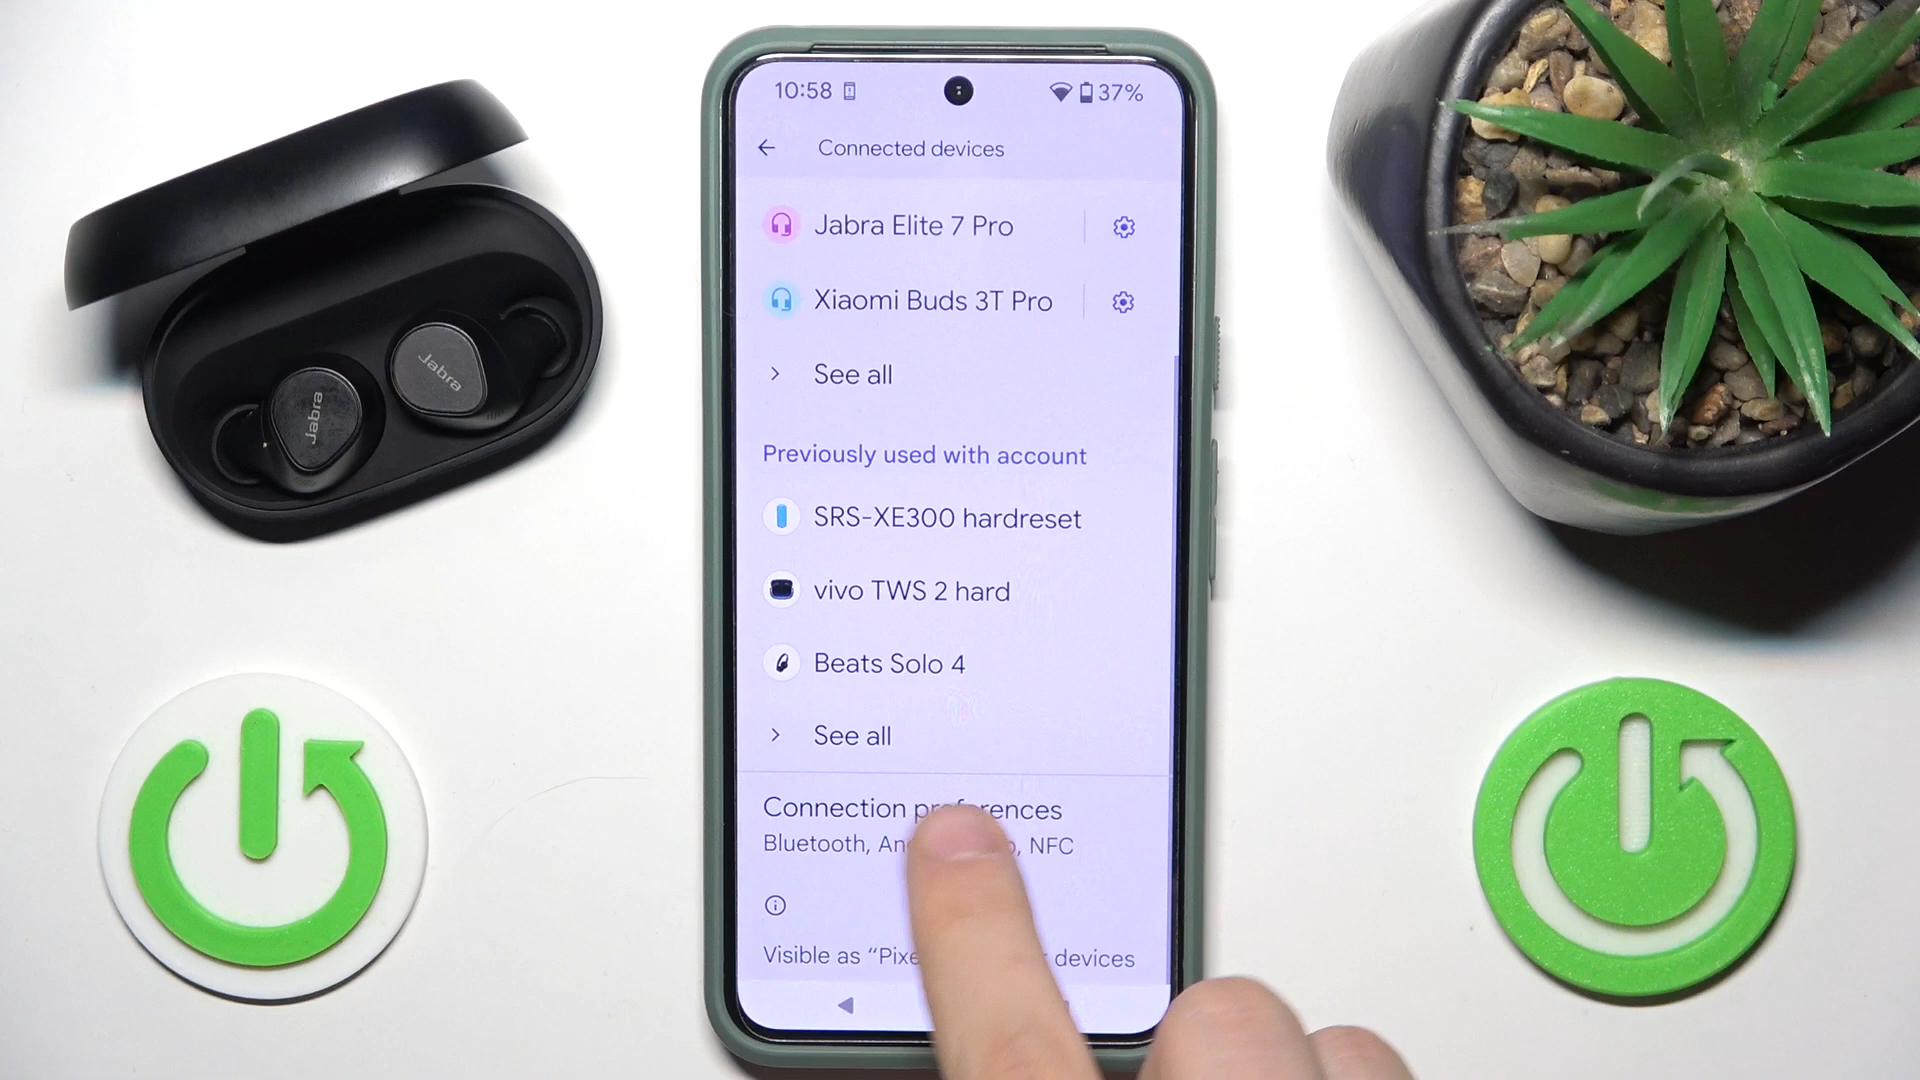 10:58 37%
Connected devices
Jabra Elite 7 Pro
Xiaomi Buds 3T Pro
See all
Previously used with account
SRS-XE300 hardreset
vivo TWS 2 hard
Beats Solo 4
See all
Connection preferences
Bluetooth, NFC
Visible as “ devices
Jabra
Jabra